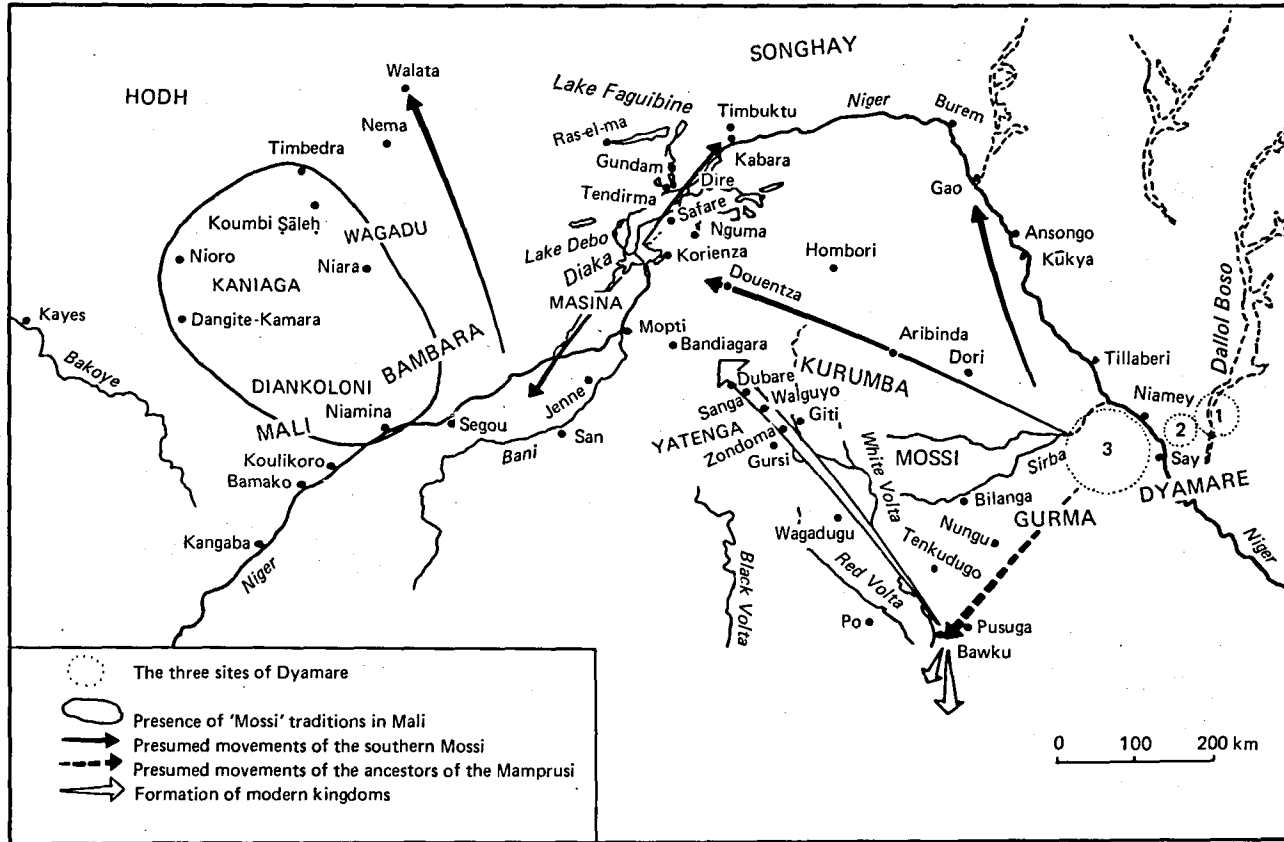 SONGHAY
HODH
Walata
Lake Faguibine
Timbuktu
Niger
Burem
Nema
Ras-el-ma
Timbedra
Kabara
Gundam
Dire
Gao
Tendirma
Koumbi Ṣāleḥ
WAGADU
Safare
Nguma
Ansongo
Lake Debo
Hombori
Nioro
Niara
Korienza
Kūkya
KANIAGA
Diaka
Douentza
Dallol Boso
MASINA
Kayes
Dangite-Kamara
Mopti
Aribinda
BAMBARA
Bandiagara
Dori
Tillaberi
Bakoye
KURUMBA
DIANKOLONI
Dubare
Jenne
Sanga
Walguyo
Niamey
1
Niamina
Giti
2
MALI
Segou
San
YATENGA
Zondoma
White Volta
MOSSI
3
Bani
Gursi
Sirba
Say
Koulikoro
Bamako
DYAMARE
Bilanga
GURMA
Wagadugu
Nungu
Kangaba
Tenkudugo
Niger
Niger
Black Volta
Red Volta
Po
Pusuga
Bawku
The three sites of Dyamare
Presence of 'Mossi' traditions in Mali
Presumed movements of the southern Mossi
Presumed movements of the ancestors of the Mamprusi
Formation of modern kingdoms
0 100 200 km